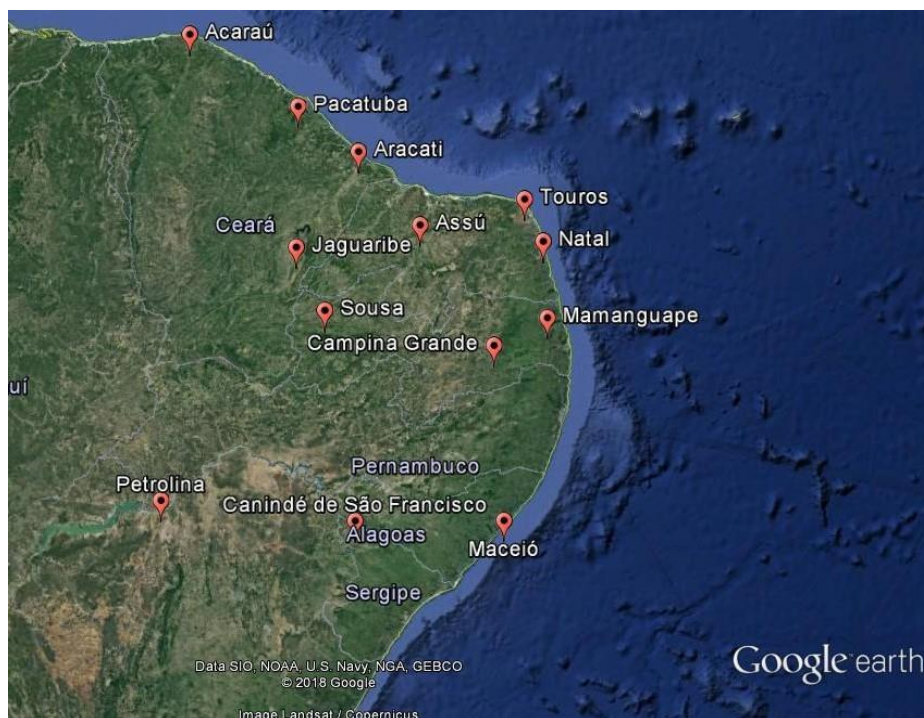 Acaraú
Pacatuba
Aracati
Touros
Ceará
Assú
Natal
Jaguaribe
Sousa
Mamanguape
Campina Grande
uí
Pernambuco
Petrolina
Canindé de São Francisco
Alagoas
Maceió
Sergipe
Data SIO, NOAA, U.S. Navy, NGA, GEBCO
© 2018 Google
Google earth
Image Landsat / Copernicus